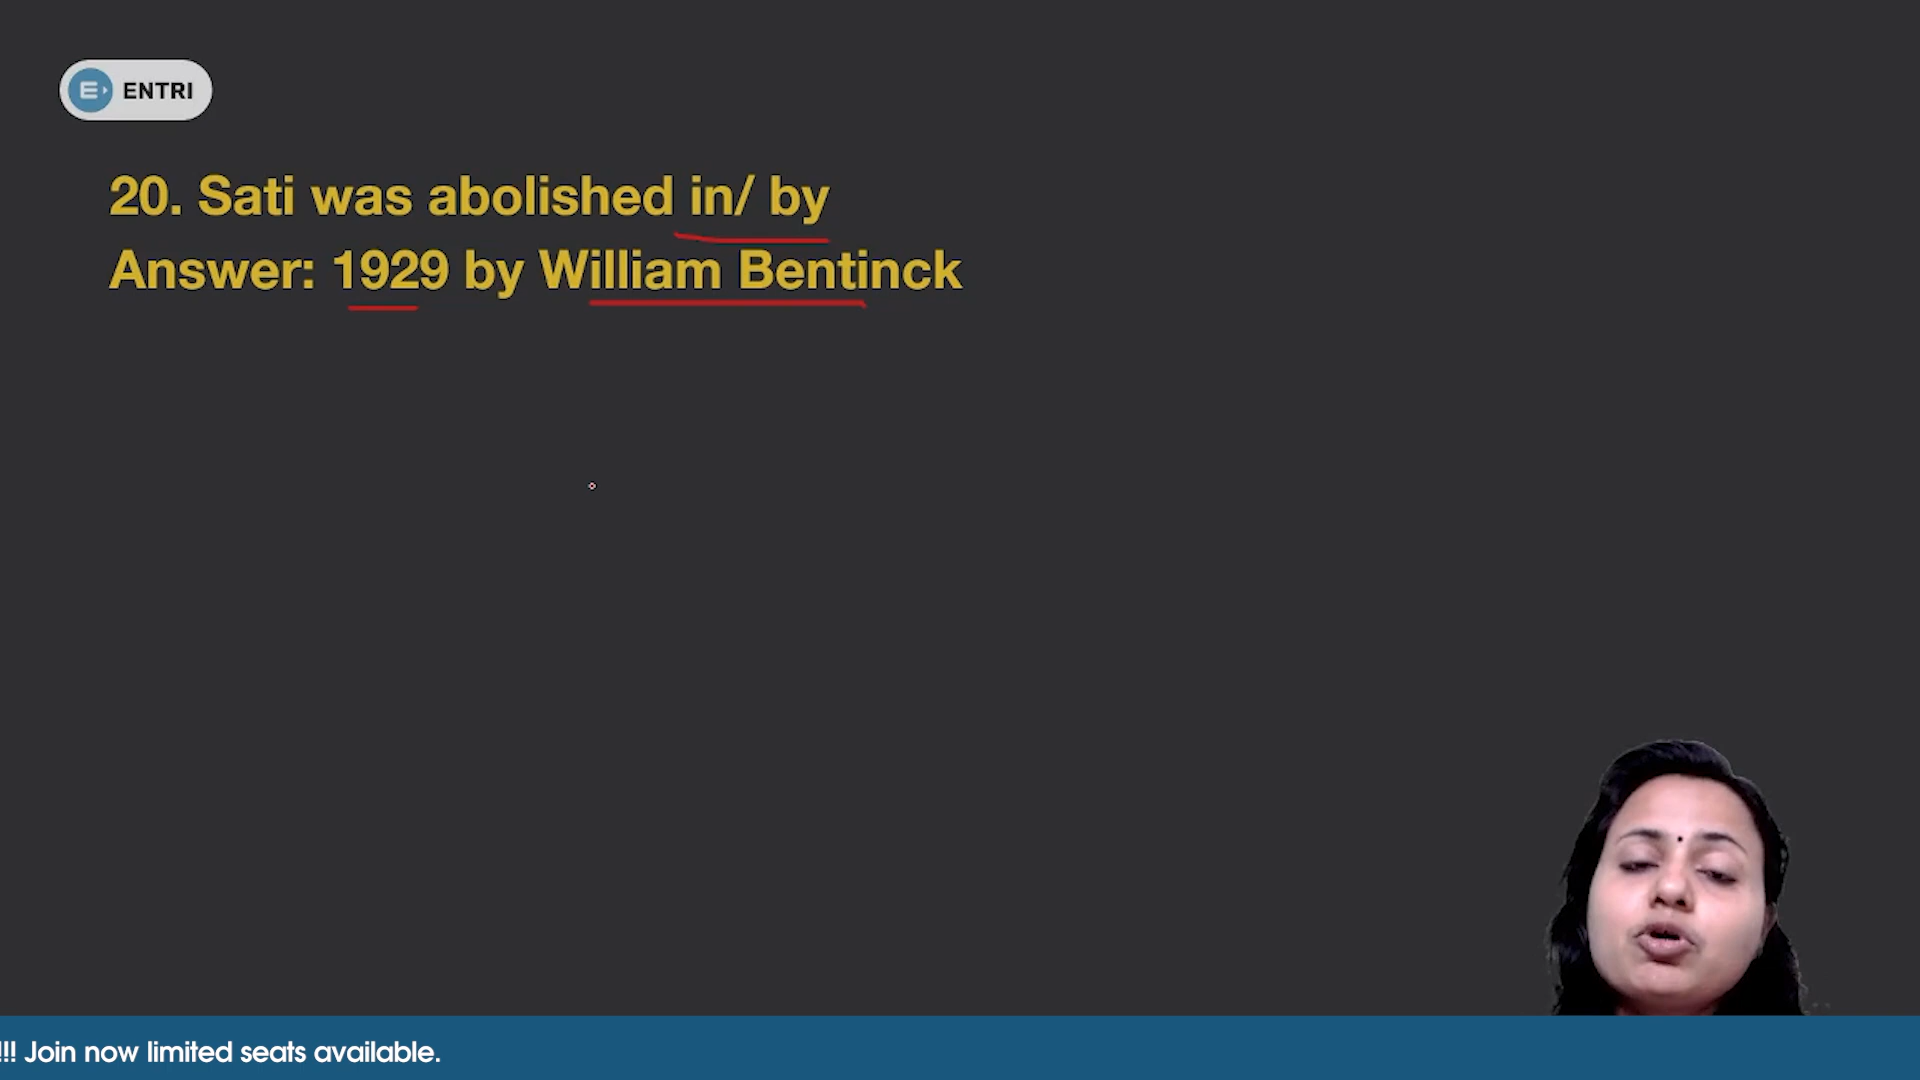 ENTRI
20. Sati was abolished in/ by
Answer: 1929 by William Bentinck
!!! Join now limited seats available.